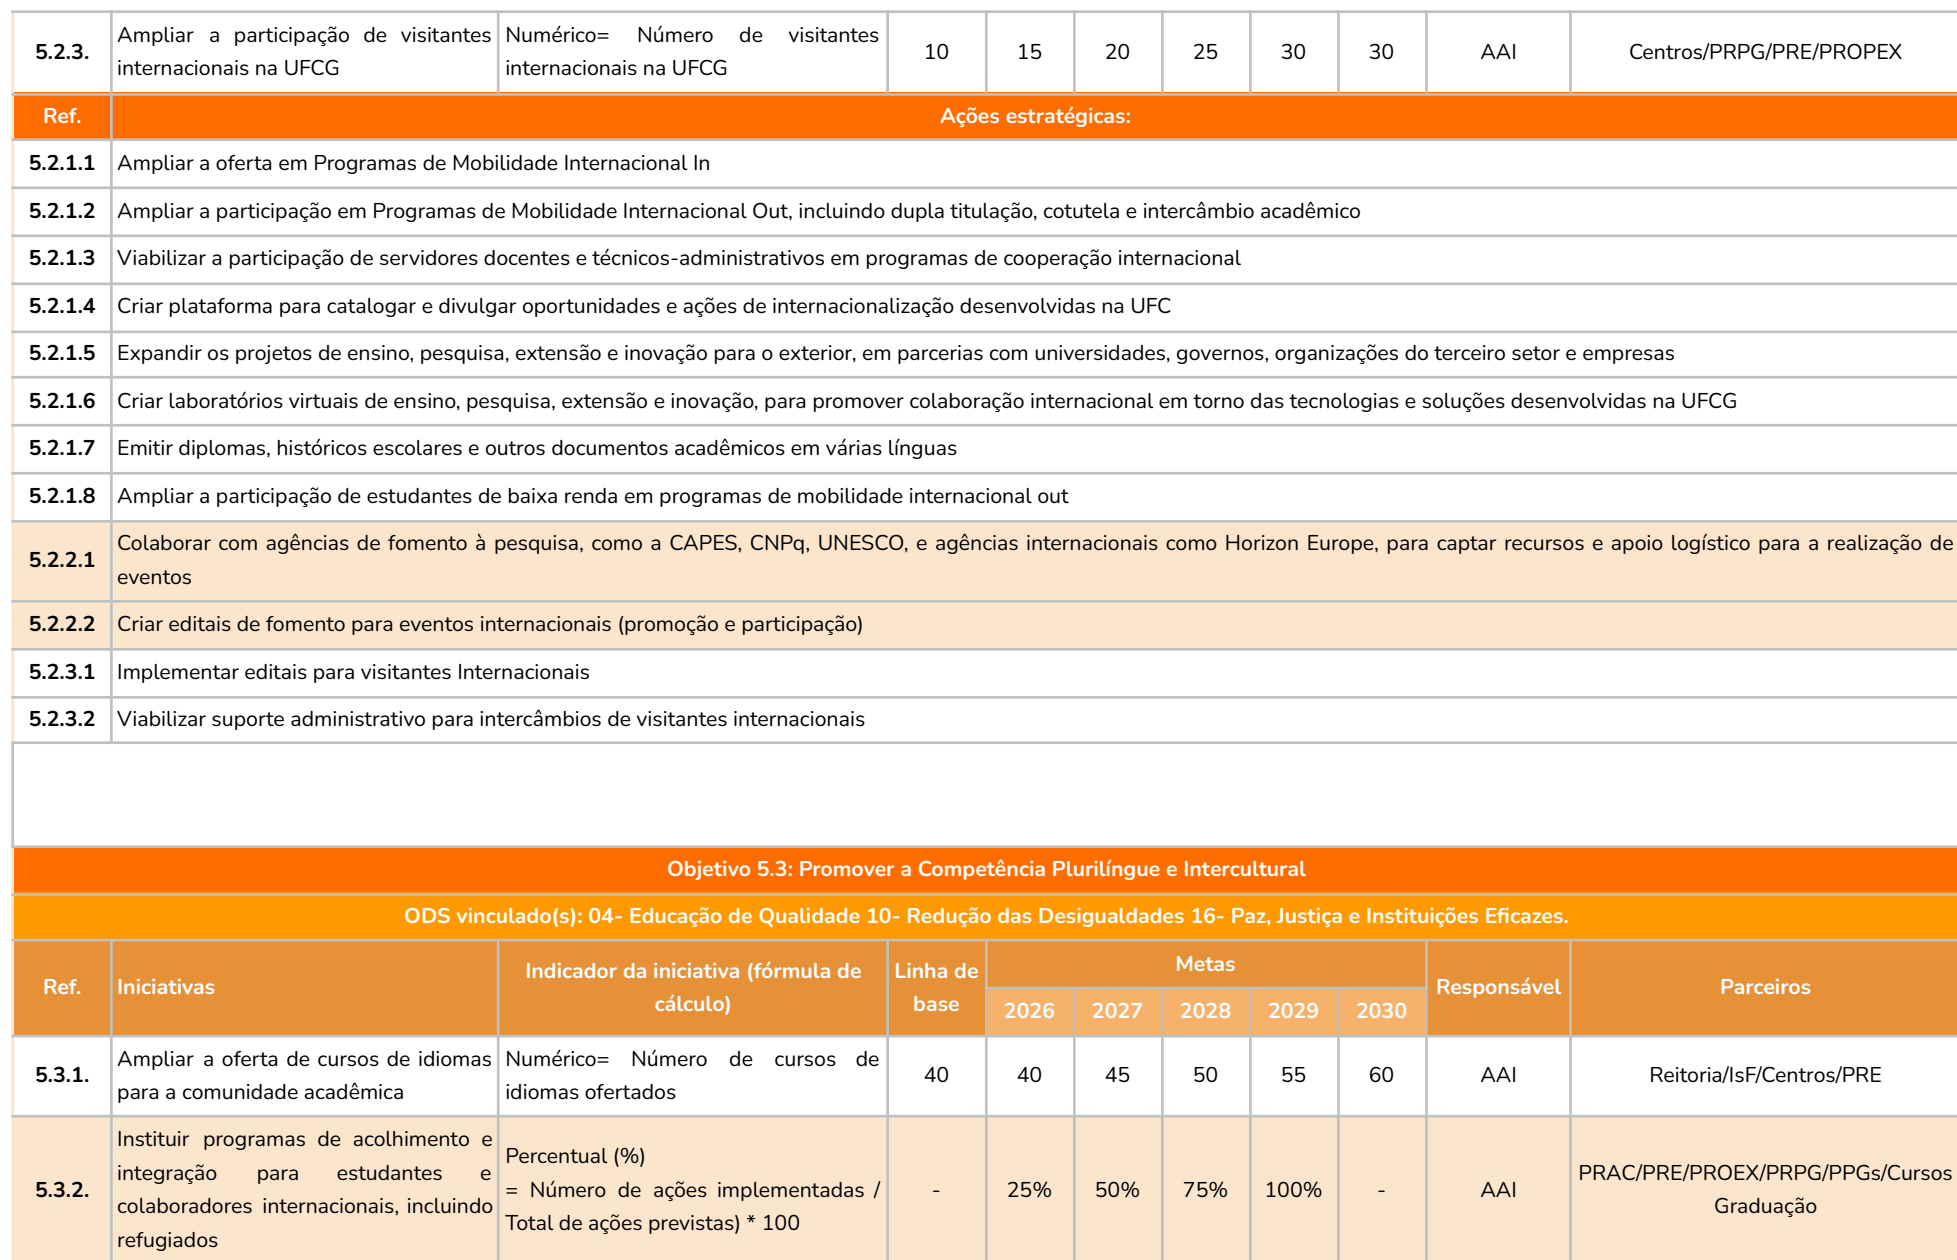 5.2.3. Ampliar a participação de visitantes internacionais na UFCG Numérico= Número de visitantes internacionais na UFCG 10 15 20 25 30 30 AAI Centros/PRPG/PRE/PROPEX
Ref. Ações estratégicas:
5.2.1.1 Ampliar a oferta em Programas de Mobilidade Internacional In
5.2.1.2 Ampliar a participação em Programas de Mobilidade Internacional Out, incluindo dupla titulação, cotutela e intercâmbio acadêmico
5.2.1.3 Viabilizar a participação de servidores docentes e técnicos-administrativos em programas de cooperação internacional
5.2.1.4 Criar plataforma para catalogar e divulgar oportunidades e ações de internacionalização desenvolvidas na UFC
5.2.1.5 Expandir os projetos de ensino, pesquisa, extensão e inovação para o exterior, em parcerias com universidades, governos, organizações do terceiro setor e empresas
5.2.1.6 Criar laboratórios virtuais de ensino, pesquisa, extensão e inovação, para promover colaboração internacional em torno das tecnologias e soluções desenvolvidas na UFCG
5.2.1.7 Emitir diplomas, históricos escolares e outros documentos acadêmicos em várias línguas
5.2.1.8 Ampliar a participação de estudantes de baixa renda em programas de mobilidade internacional out
5.2.2.1 Colaborar com agências de fomento à pesquisa, como a CAPES, CNPq, UNESCO, e agências internacionais como Horizon Europe, para captar recursos e apoio logístico para a realização de
eventos
5.2.2.2 Criar editais de fomento para eventos internacionais (promoção e participação)
5.2.3.1 Implementar editais para visitantes Internacionais
5.2.3.2 Viabilizar suporte administrativo para intercâmbios de visitantes internacionais
Objetivo 5.3: Promover a Competência Plurilíngue e Intercultural
ODS vinculado(s): 04- Educação de Qualidade 10- Redução das Desigualdades 16- Paz, Justiça e Instituições Eficazes.
Ref. Iniciativas Indicador da iniciativa (fórmula de cálculo) Linha de base Metas Responsável Parceiros
2026 2027 2028 2029 2030
5.3.1. Ampliar a oferta de cursos de idiomas para a comunidade acadêmica Numérico= Número de cursos de idiomas ofertados 40 40 45 50 55 60 AAI Reitoria/IsF/Centros/PRE
5.3.2. Instituir programas de acolhimento e integração para estudantes e colaboradores internacionais, incluindo refugiados Percentual (%) = Número de ações implementadas / Total de ações previstas) * 100 - 25% 50% 75% 100% - AAI PRAC/PRE/PROEX/PRPG/PPGs/Cursos Graduação